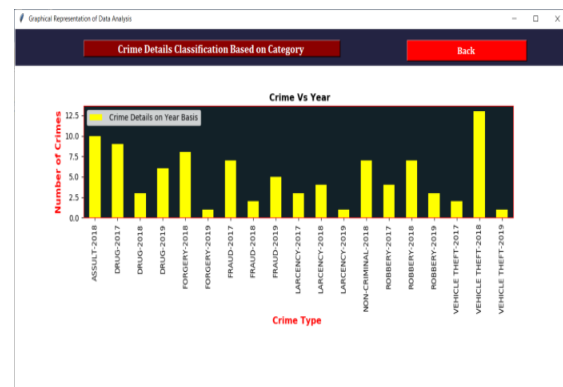 Graphical Representation of Data Analysis
Crime Details Classification Based on Category
Back
Crime Vs Year
Crime Details on Year Basis
Number of Crimes
12.5
10.0
7.5
5.0
2.5
0.0
ASSULT-2018
DRUG-2017
DRUG-2018
DRUG-2019
FORGERY-2018
FORGERY-2019
FRAUD-2017
FRAUD-2018
FRAUD-2019
LARCENCY-2017
LARCENCY-2018
LARCENCY-2019
NON-CRIMINAL-2018
ROBBERY-2017
ROBBERY-2018
ROBBERY-2019
VEHICLE THEFT-2017
VEHICLE THEFT-2018
VEHICLE THEFT-2019
Crime Type